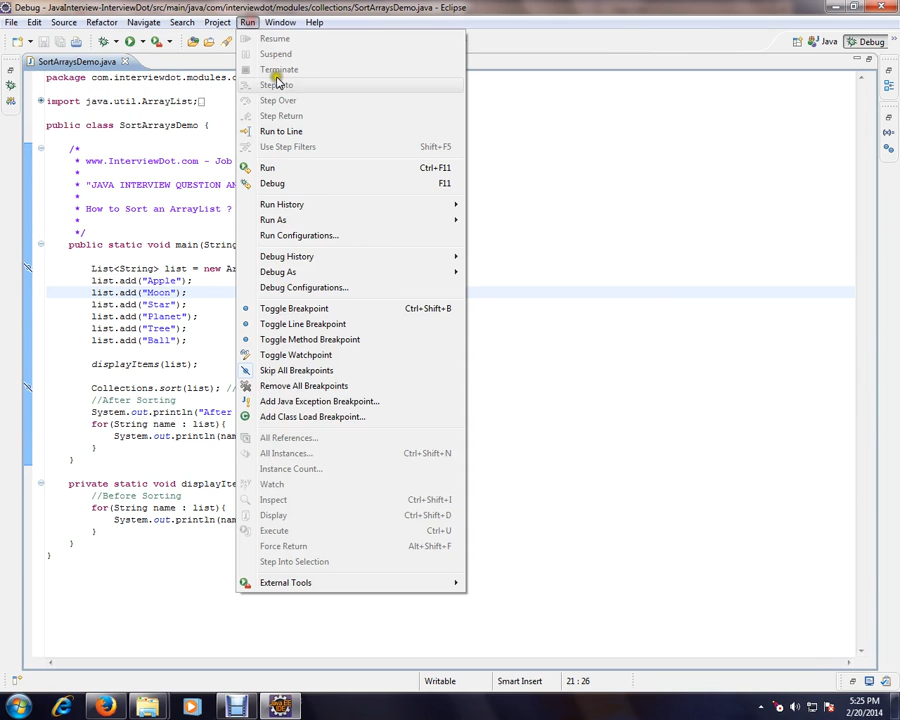 Debug - JavaInterview-InterviewDot/src/main/java/com/interviewdot/modules/collections/SortArraysDemo.java - Eclipse
File Edit Source Refactor Navigate Search Project Run Window Help
Java Debug
SortArraysDemo.java
package com.interviewdot.modules.c
import java.util.ArrayList;
public class SortArraysDemo {
/*
* www.InterviewDot.com - Job
*
* "JAVA INTERVIEW QUESTION AN
*
* How to Sort an ArrayList ?
*
*/
public static void main(String
List<String> list = new Ar
list.add("Apple");
list.add("Moon");
list.add("Star");
list.add("Planet");
list.add("Tree");
list.add("Ball");
displayItems(list);
Collections.sort(list); //
//After Sorting
System.out.println("After
for(String name : list){
System.out.println(nam
}
}
private static void displayIte
//Before Sorting
for(String name : list){
System.out.println(nam
}
}
}
Resume
Suspend
Terminate
Step Over
Step Return
Run to Line
Use Step Filters Shift+F5
Run Ctrl+F11
Debug F11
Run History
Run As
Run Configurations...
Debug History
Debug As
Debug Configurations...
Toggle Breakpoint Ctrl+Shift+B
Toggle Line Breakpoint
Toggle Method Breakpoint
Toggle Watchpoint
Skip All Breakpoints
Remove All Breakpoints
Add Java Exception Breakpoint...
Add Class Load Breakpoint...
All References...
All Instances... Ctrl+Shift+N
Instance Count...
Watch
Inspect Ctrl+Shift+I
Display Ctrl+Shift+D
Execute Ctrl+U
Force Return Alt+Shift+F
Step Into Selection
External Tools
Writable Smart Insert 21 : 26
5:25 PM
2/20/2014